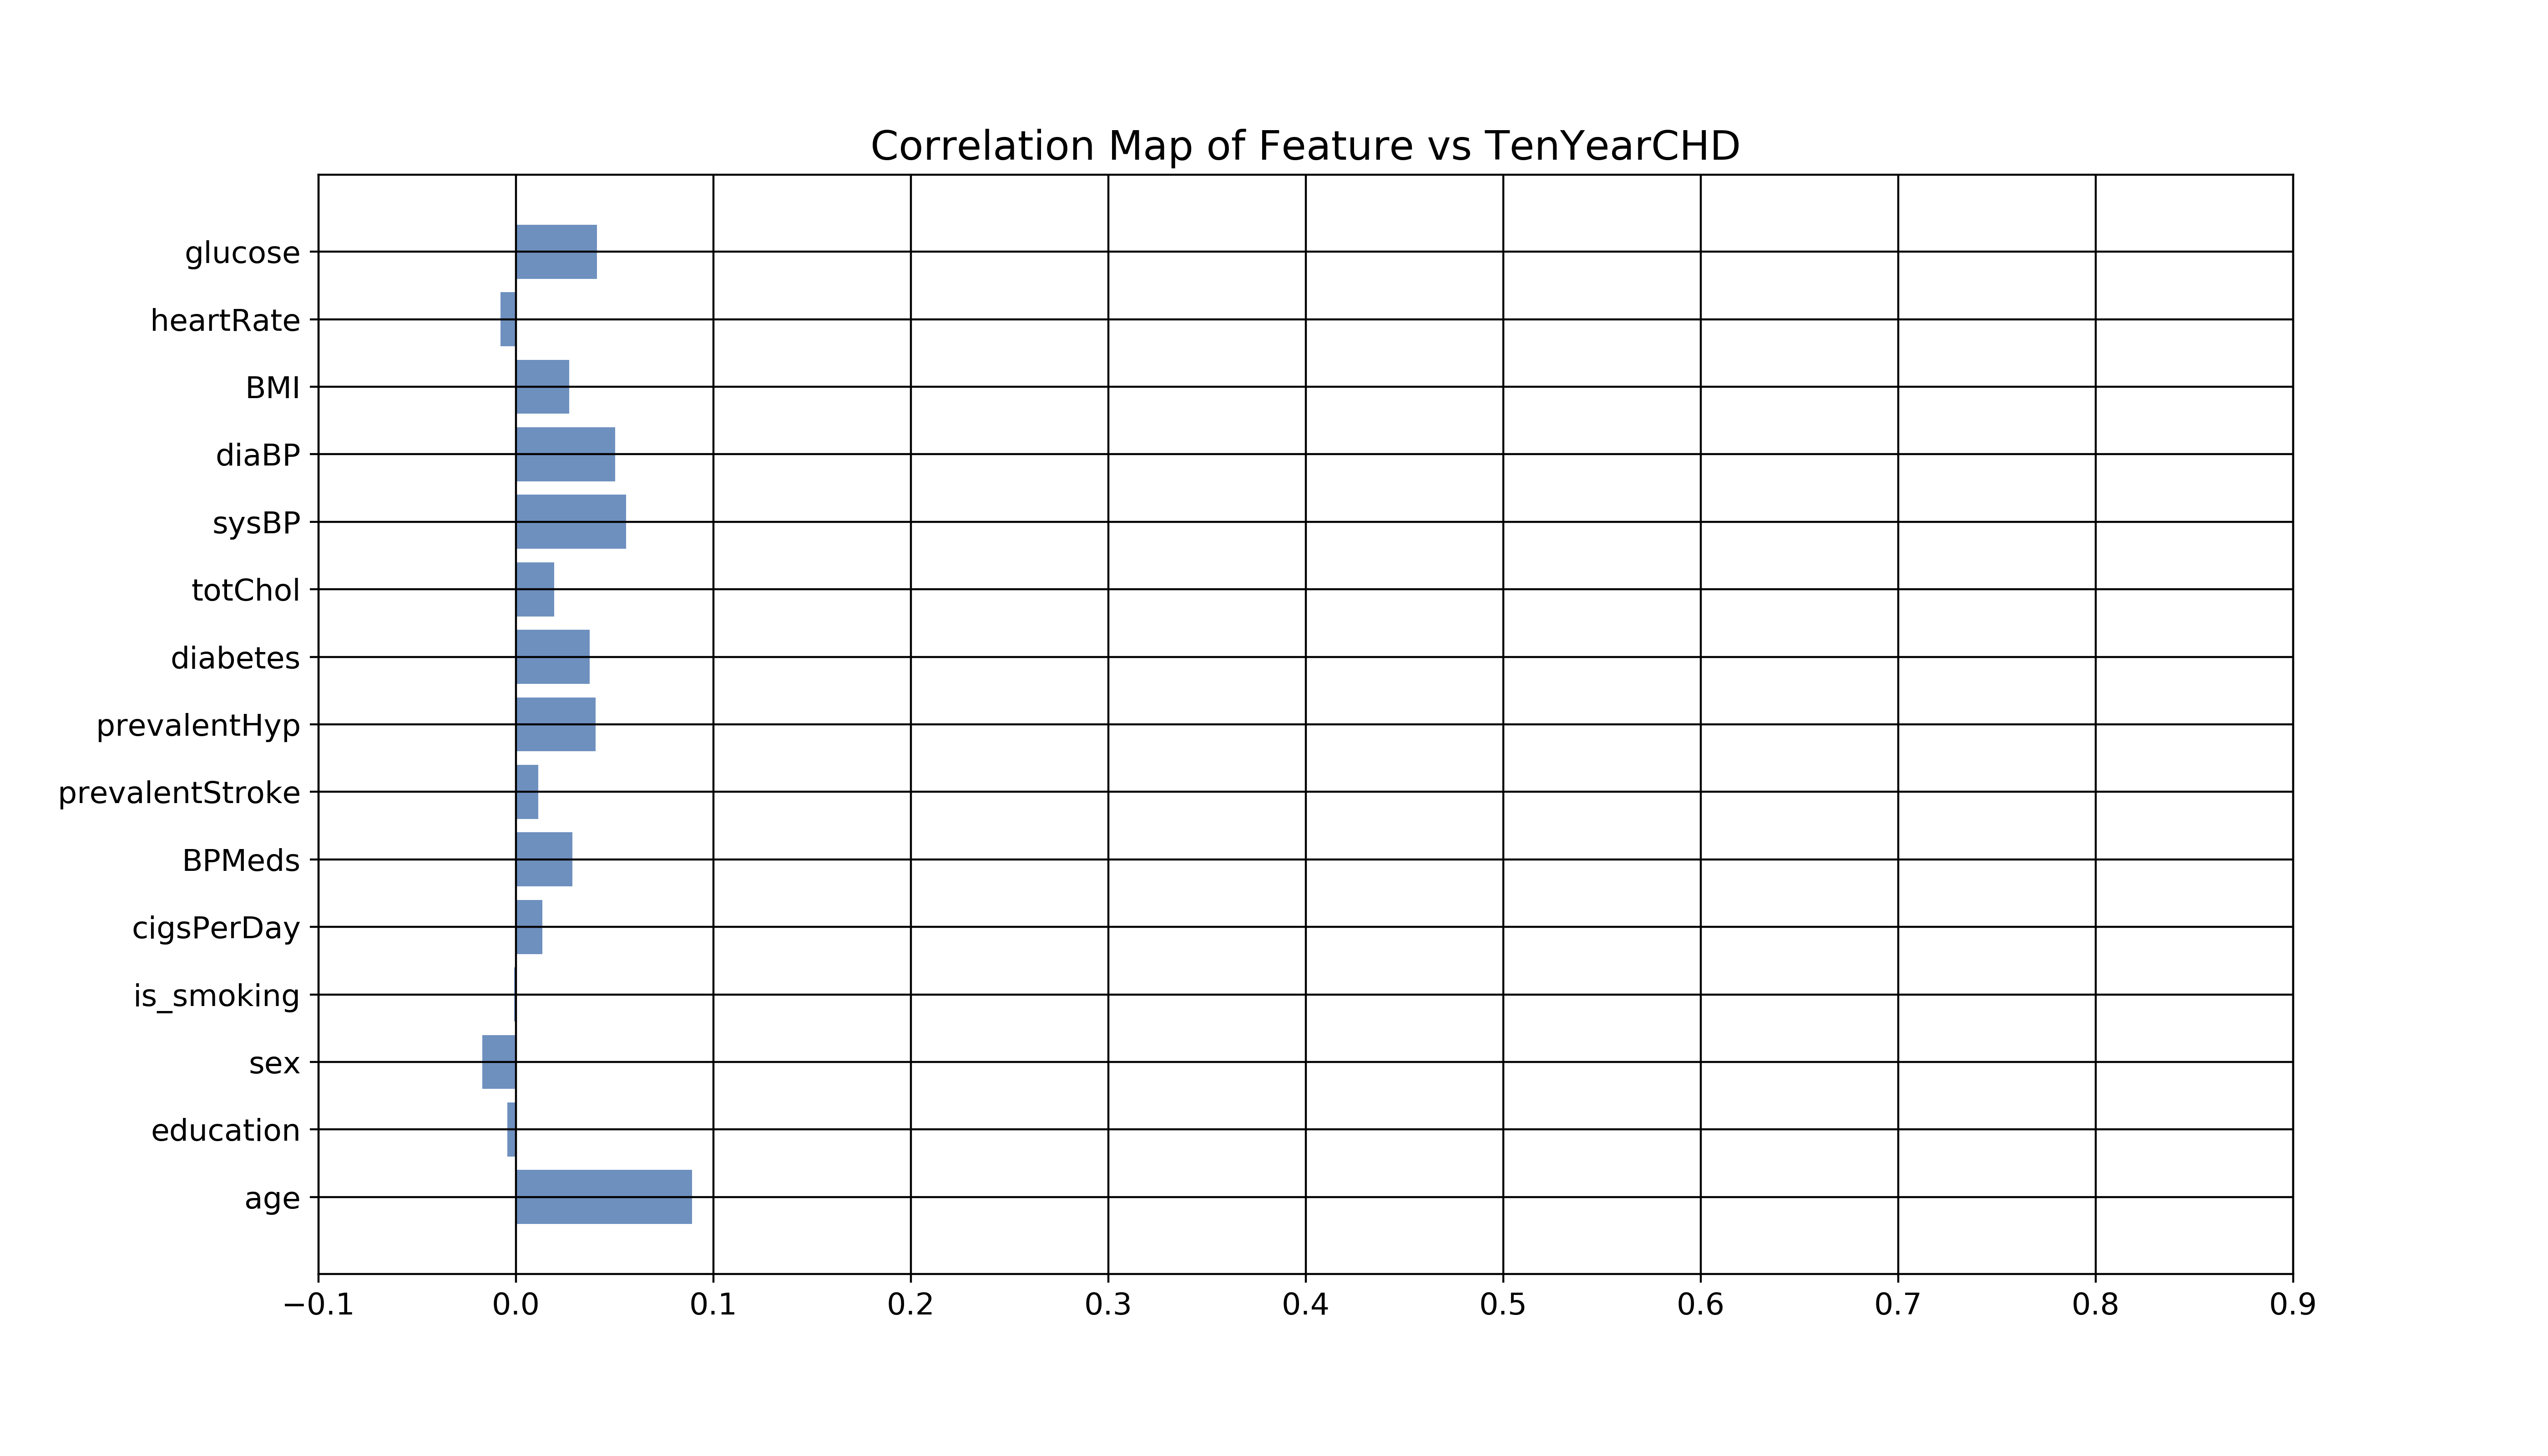 Correlation Map of Feature vs TenYearCHD
glucose
heartRate
BMI
diaBP
sysBP
totChol
diabetes
prevalentHyp
prevalentStroke
BPMeds
cigsPerDay
is_smoking
sex
education
age
−0.1 0.0 0.1 0.2 0.3 0.4 0.5 0.6 0.7 0.8 0.9